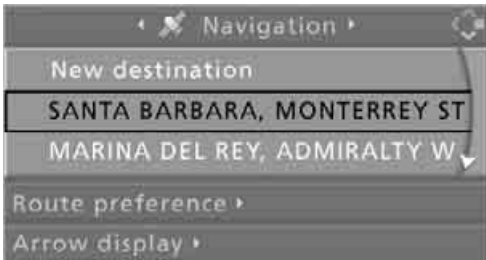 Navigation
New destination
SANTA BARBARA, MONTERREY ST
MARINA DEL REY, ADMIRALTY W
Route preference
Arrow display